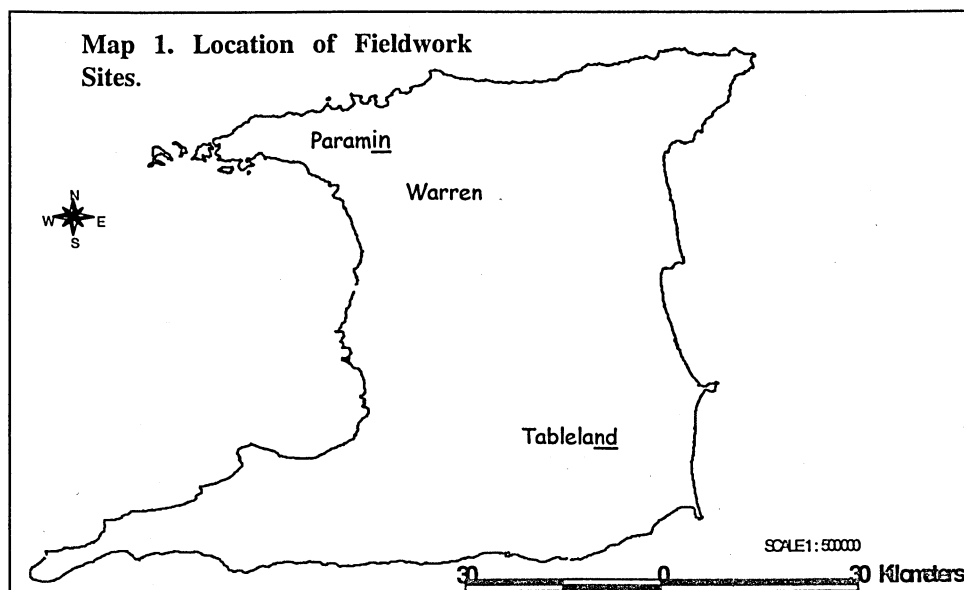 Map 1. Location of Fieldwork
Sites.
Paramin
Warren
N
W E
S
Tableland
SCALE 1 : 500000
30 0 30 Kilometers